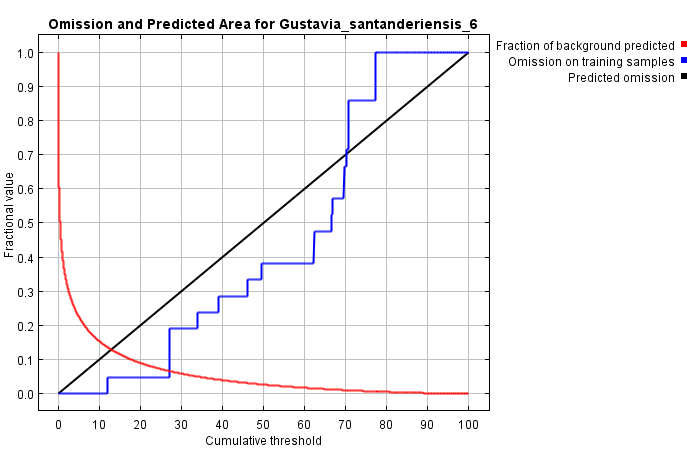 Omission and Predicted Area for Gustavia_santanderiensis_6
Fraction of background predicted
Omission on training samples
Predicted omission
1.0
0.9
0.8
0.7
0.6
0.5
0.4
0.3
0.2
0.1
0.0
Fractional value
0 10 20 30 40 50 60 70 80 90 100
Cumulative threshold